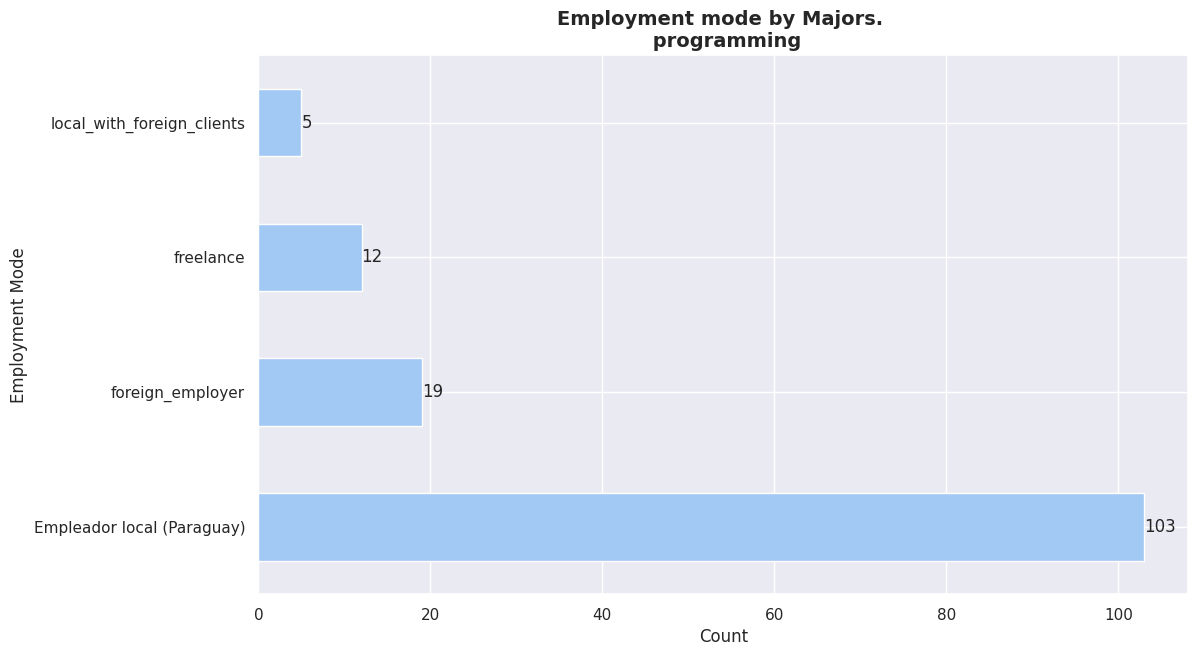 Employment mode by Majors.
programming
local_with_foreign_clients
5
freelance
12
foreign_employer
19
Empleador local (Paraguay)
103
Employment Mode
0
20
40
60
80
100
Count